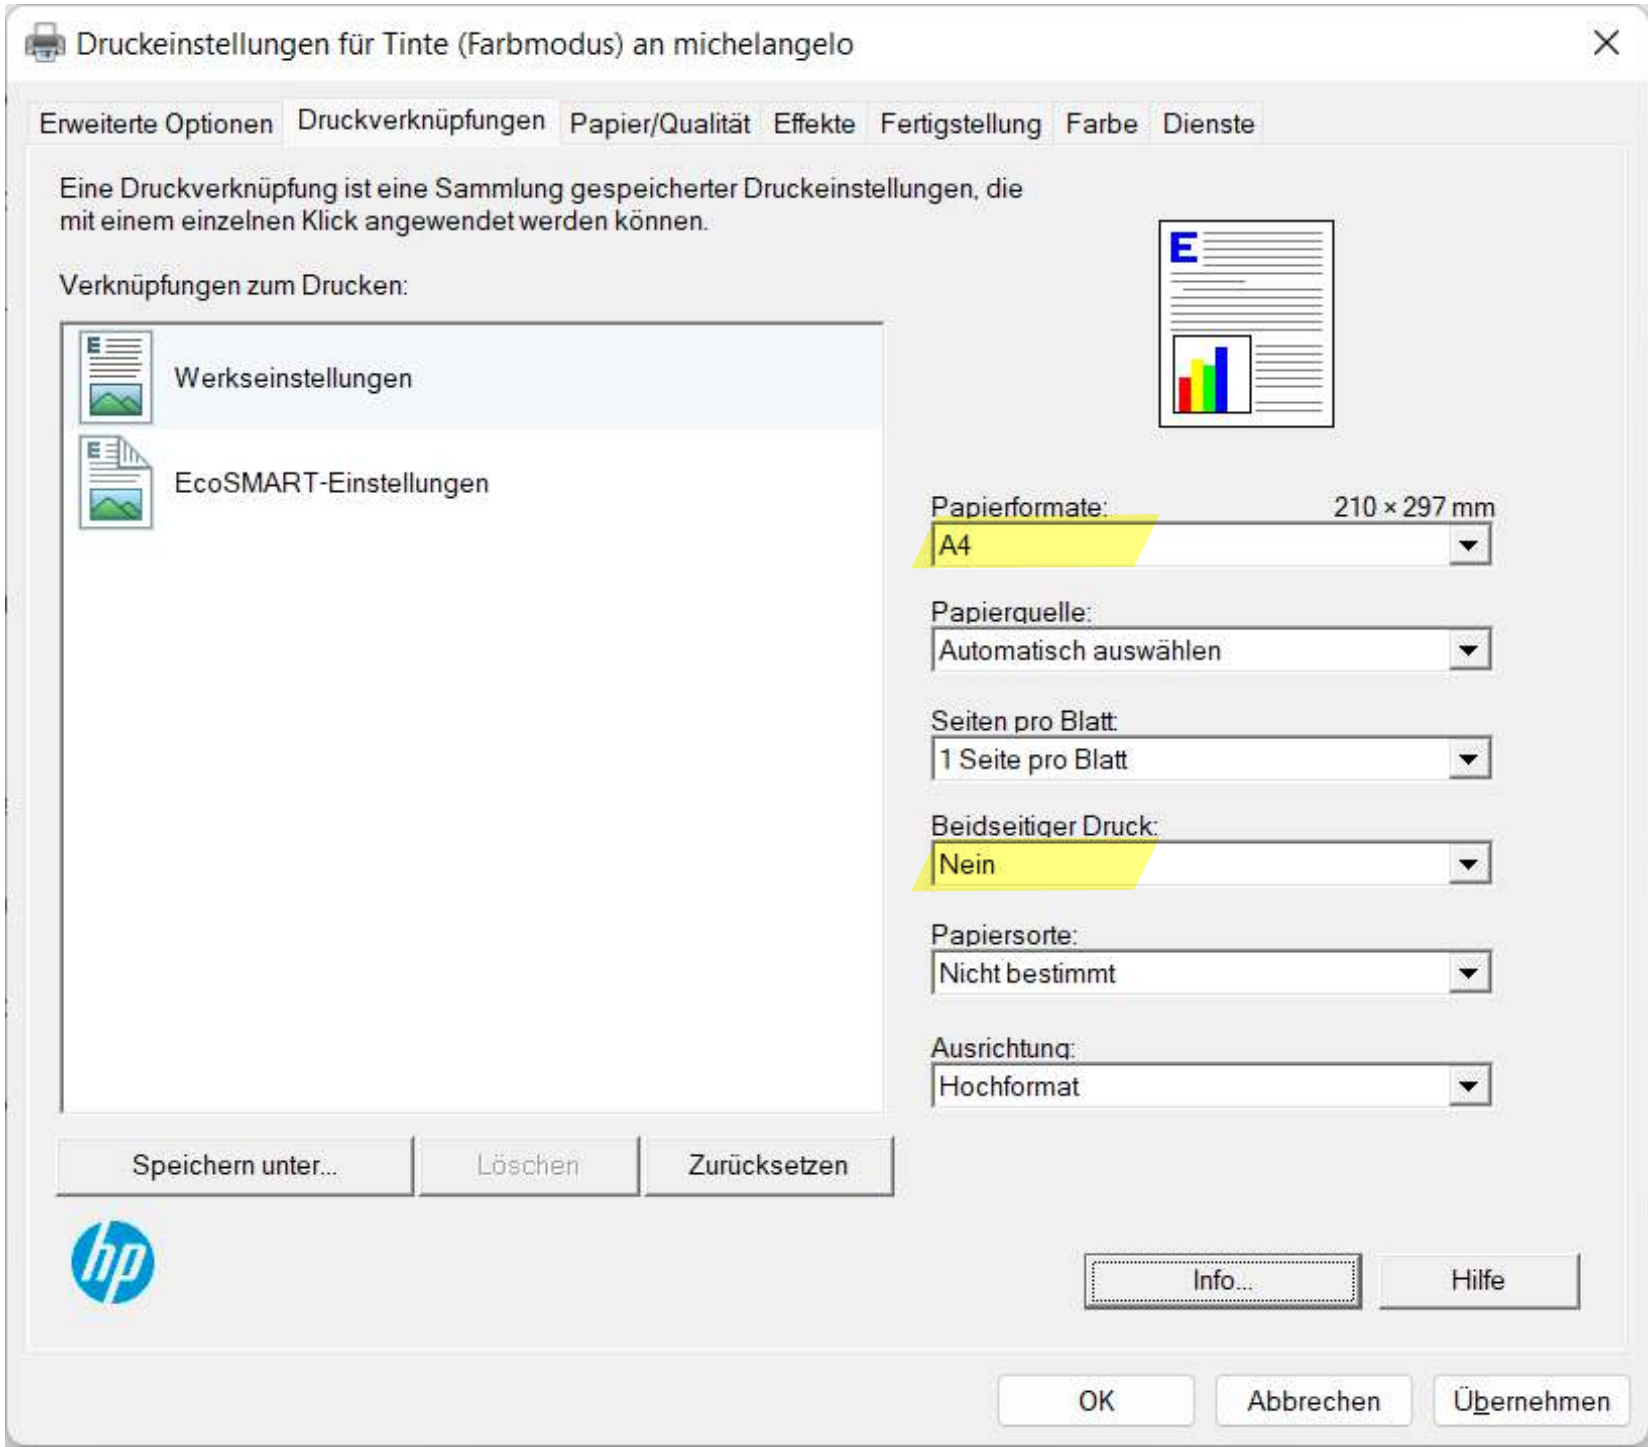 Druckeinstellungen für Tinte (Farbmodus) an michelangelo
Erweiterte Optionen Druckverknüpfungen Papier/Qualität Effekte Fertigstellung Farbe Dienste
Eine Druckverknüpfung ist eine Sammlung gespeicherter Druckeinstellungen, die
mit einem einzelnen Klick angewendet werden können.
Verknüpfungen zum Drucken:
E
Werkseinstellungen
E
EcoSMART-Einstellungen
E
Papierformate: 210 × 297 mm
A4
Papierquelle:
Automatisch auswählen
Seiten pro Blatt:
1 Seite pro Blatt
Beidseitiger Druck:
Nein
Papiersorte:
Nicht bestimmt
Ausrichtung:
Hochformat
Speichern unter... Löschen Zurücksetzen
hp
Info... Hilfe
OK Abbrechen Übernehmen